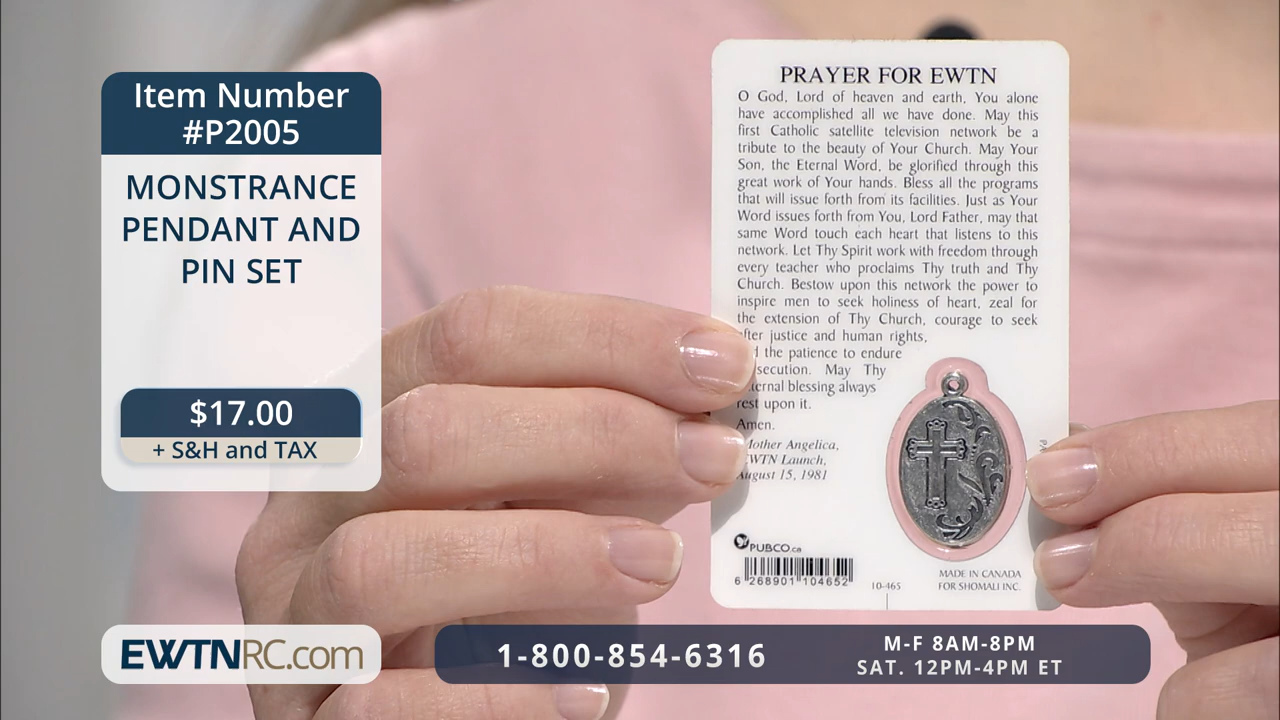 Item Number
#P2005
MONSTRANCE
PENDANT AND
PIN SET
$17.00
+ S&H and TAX
PRAYER FOR EWTN
O God, Lord of heaven and earth, You alone
have accomplished all we have done. May this
first Catholic satellite television network be a
tribute to the beauty of Your Church. May Your
Son, the Eternal Word, be glorified through this
great work of Your hands. Bless all the programs
that will issue forth from its facilities. Just as Your
Word issues forth from You, Lord Father, may that
same Word touch each heart that listens to this
network. Let Thy Spirit work with freedom through
every teacher who proclaims Thy truth and Thy
Church. Bestow upon this network the power to
inspire men to seek holiness of heart, zeal for
the extension of Thy Church, courage to seek
after justice and human rights,
the patience to endure
May Thy
blessing always
rest upon it.
Amen.
Mother Angelica,
EWTN Launch,
August 15, 1981
PUBCO.ca
6 268901 104652
10-465
MADE IN CANADA
FOR SHOMALI INC.
EWTNRC.com
1-800-854-6316
M-F 8AM-8PM
SAT. 12PM-4PM ET